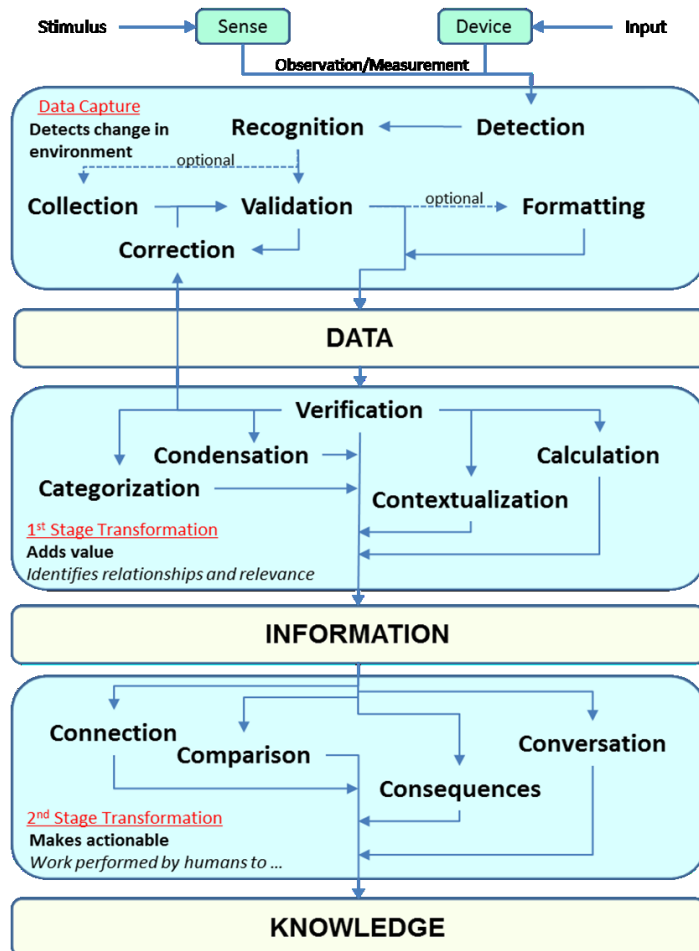 Stimulus
Sense
Device
Input
Observation/Measurement
Data Capture
Detects change in
environment
Recognition
Detection
optional
Collection
Validation
optional
Formatting
Correction
DATA
Verification
Condensation
Calculation
Categorization
Contextualization
1st Stage Transformation
Adds value
Identifies relationships and relevance
INFORMATION
Connection
Comparison
Conversation
Consequences
2nd Stage Transformation
Makes actionable
Work performed by humans to ...
KNOWLEDGE